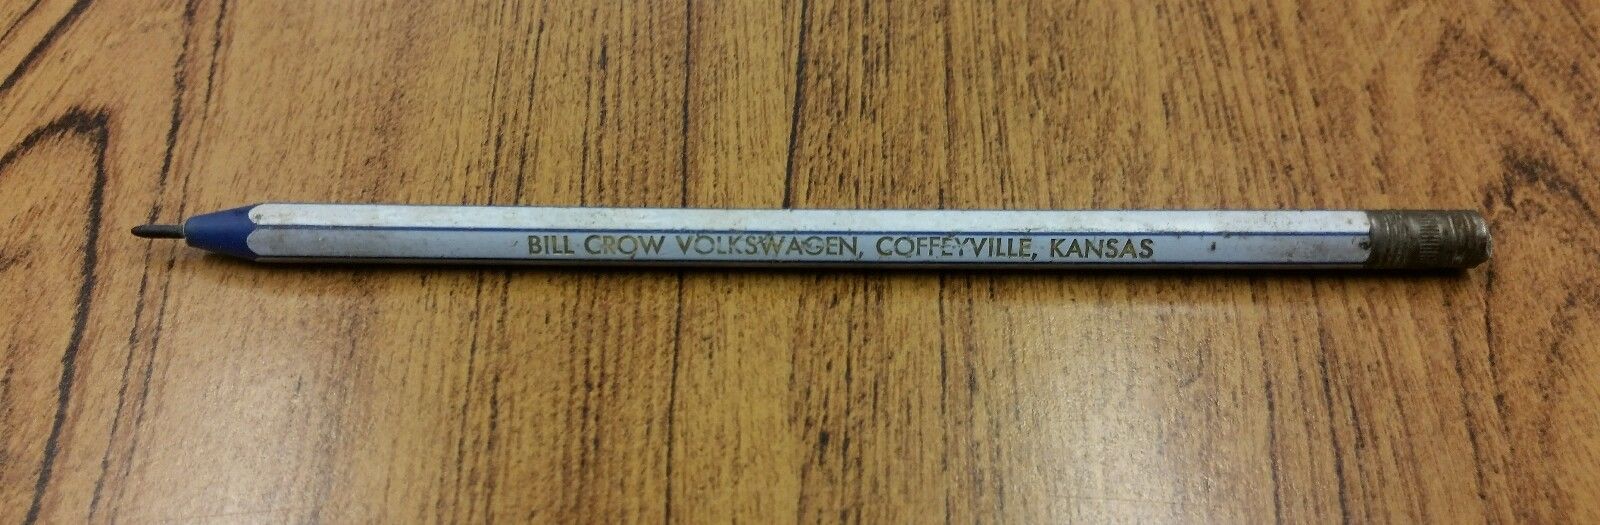 BILL CROW VOLKSWAGEN, COFFEYVILLE, KANSAS